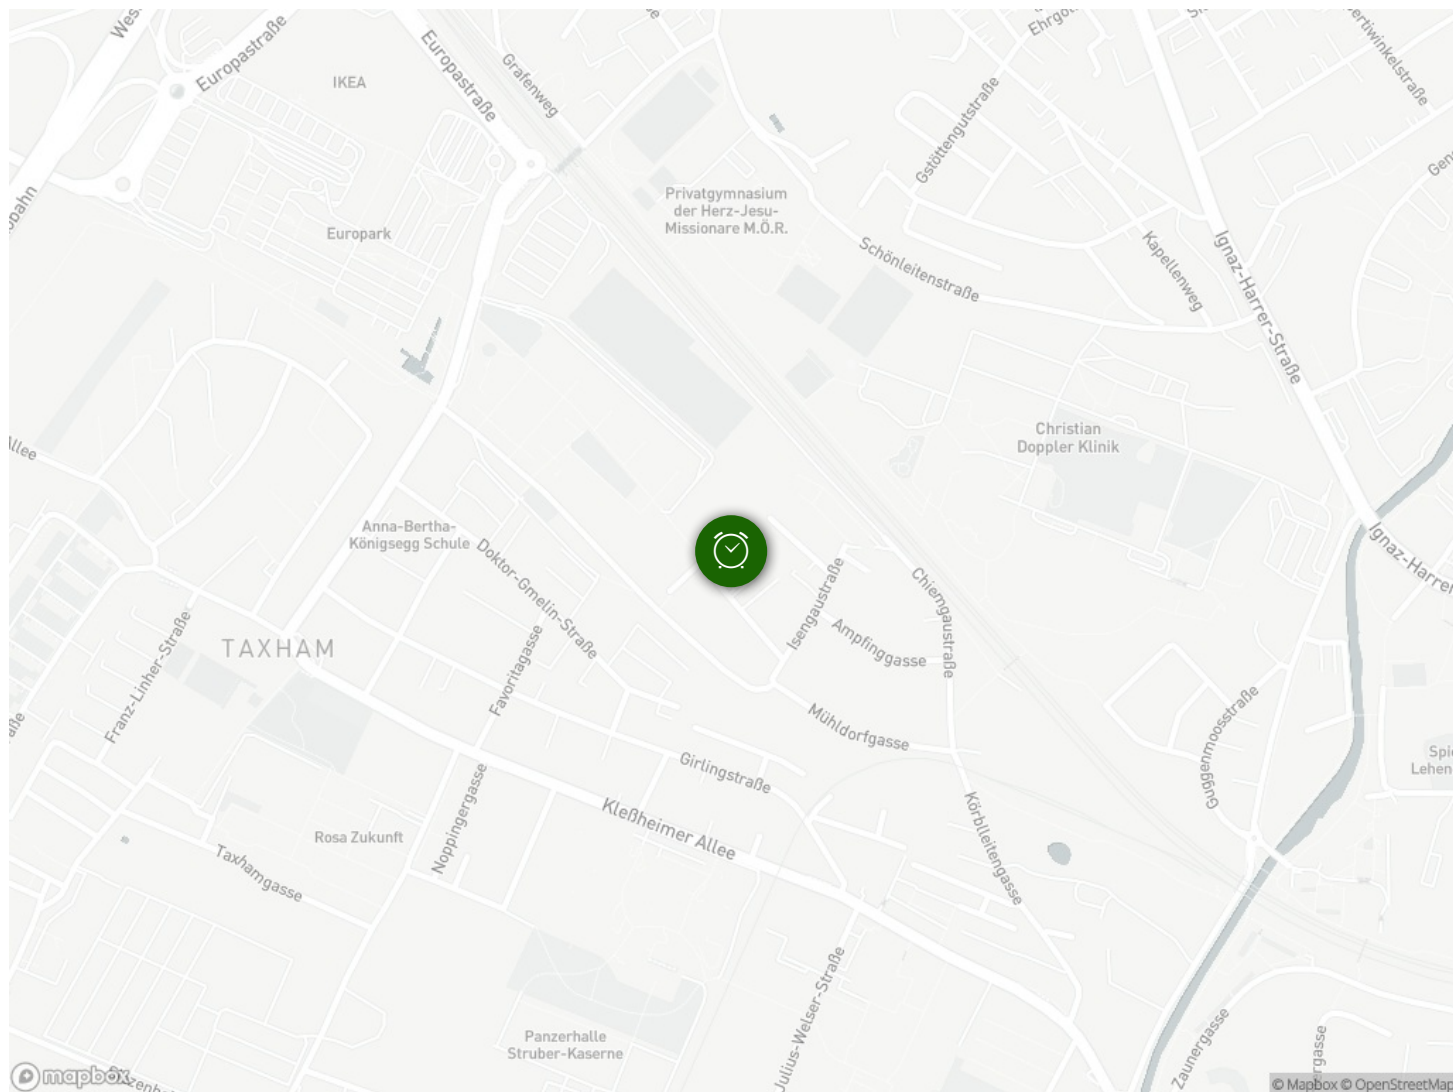 Europastraße
Europastraße
Grafenweg
IKEA
Gstöttengutstraße
Privatgymnasium
der Herz-Jesu-
Missionare M.Ö.R.
Europark
Schönleitenstraße
Kapellenweg
Ignaz-Harrer-Straße
Christian
Doppler Klinik
Allee
Anna-Bertha-
Königsegg Schule
Doktor-Gmelin-Straße
Isengaustraße
Chiemgaustraße
Ampfinggasse
TAXHAM
Franz-Linher-Straße
Favoritagasse
Mühldorfgasse
Guggenmoosstraße
Girlingstraße
Noppingergasse
Kleßheimer Allee
Körblleitengasse
Rosa Zukunft
Taxhamgasse
Julius-Welser-Straße
Panzerhalle
Struber-Kaserne
Zaunergasse
mapbox
© Mapbox © OpenStreetMap